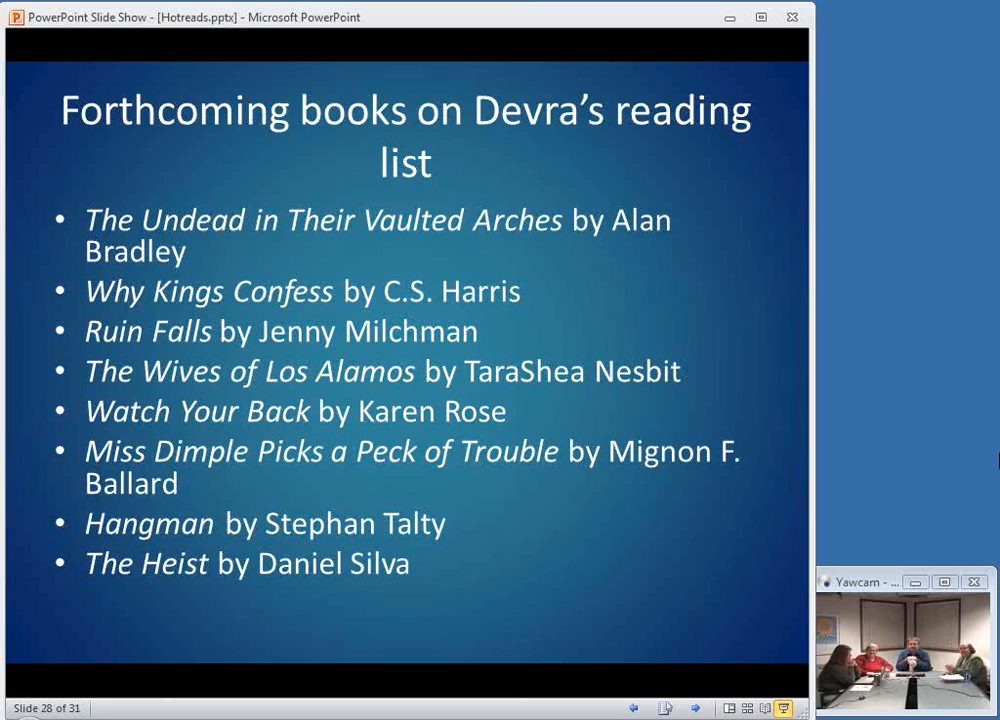 PowerPoint Slide Show - [Hotreads.pptx] - Microsoft PowerPoint
Forthcoming books on Devra's reading
list
• The Undead in Their Vaulted Arches by Alan
Bradley
• Why Kings Confess by C.S. Harris
• Ruin Falls by Jenny Milchman
• The Wives of Los Alamos by TaraShea Nesbit
• Watch Your Back by Karen Rose
• Miss Dimple Picks a Peck of Trouble by Mignon F.
Ballard
• Hangman by Stephan Talty
• The Heist by Daniel Silva
Yawcam - ...
Slide 28 of 31